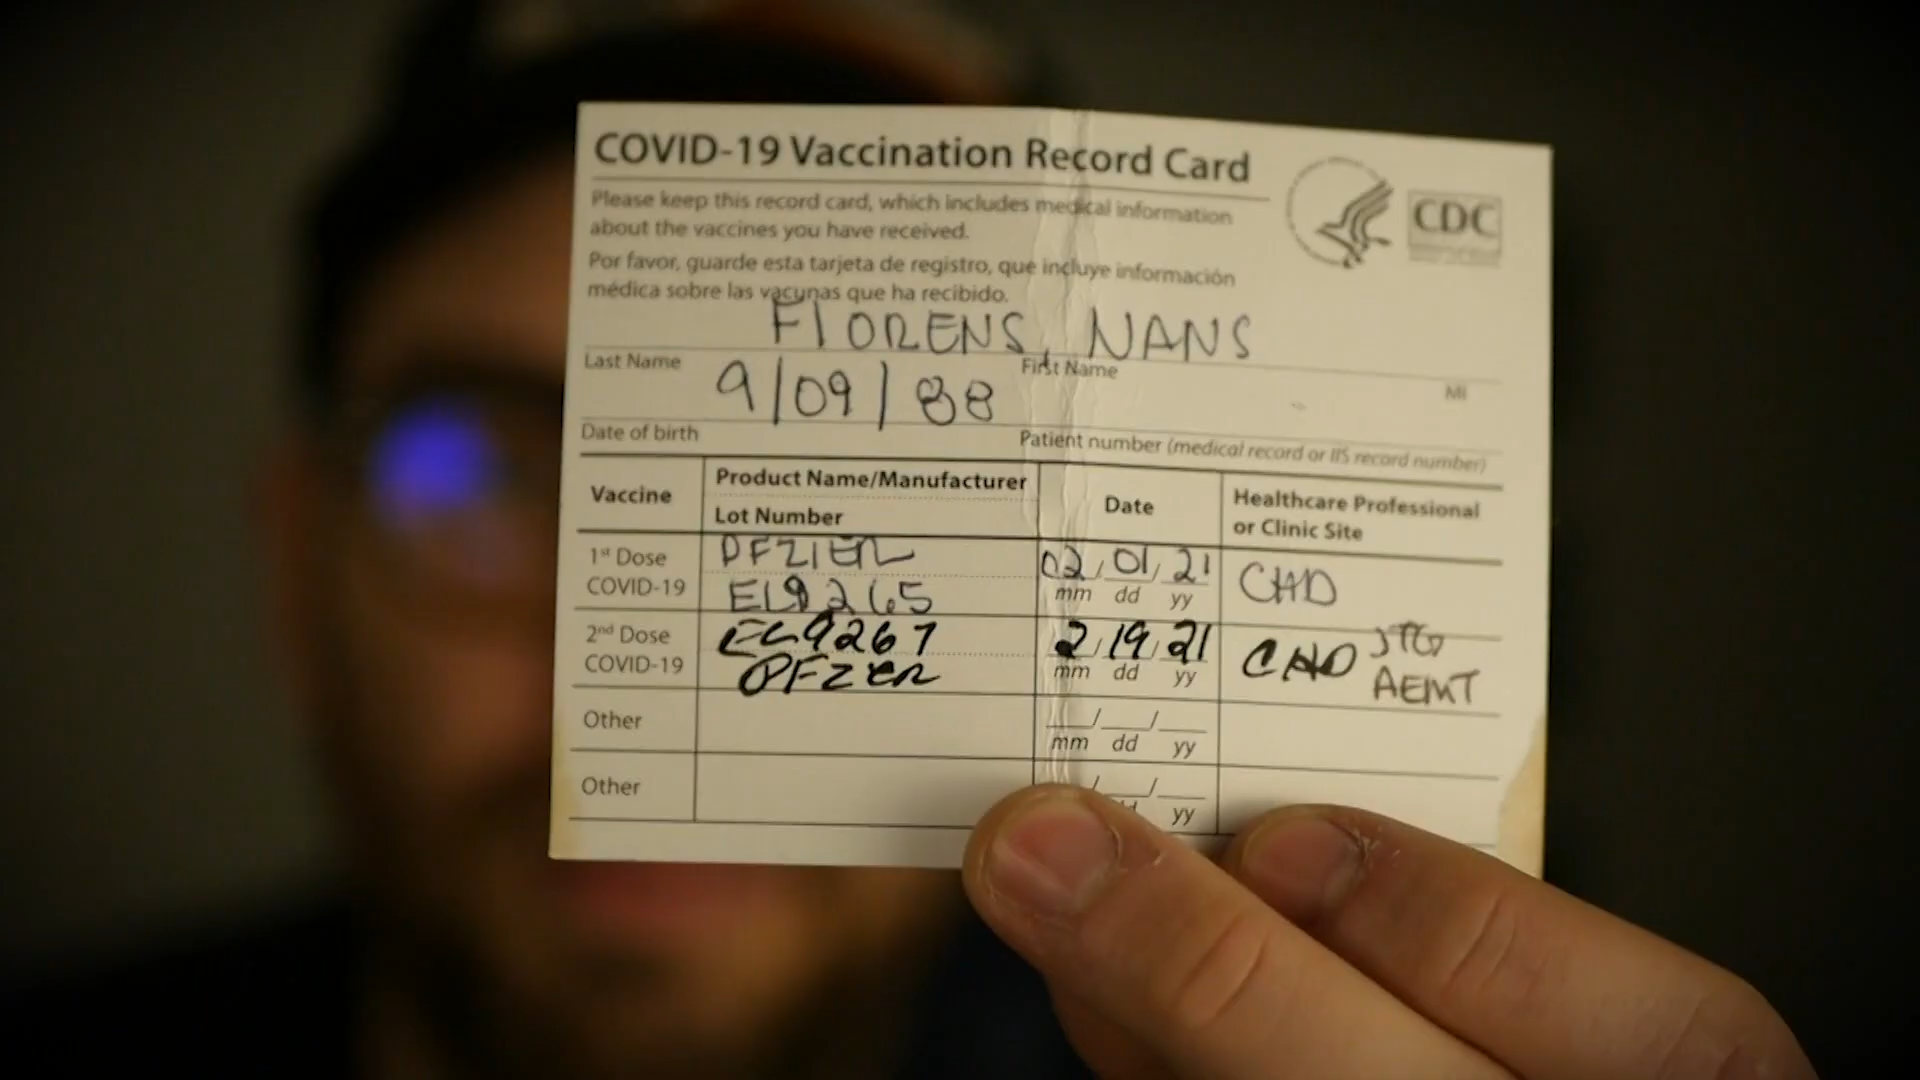 COVID-19 Vaccination Record Card
CDC
Please keep this record card, which includes medical information
about the vaccines you have received.
Por favor, guarde esta tarjeta de registro, que incluye información
médica sobre las vacunas que ha recibido.
FlORENS, NANS
Last Name First Name MI
9/09/88
Date of birth Patient number (medical record or IIS record number)
Vaccine Product Name/Manufacturer Date Healthcare Professional
Lot Number or Clinic Site
1st Dose PFZIER 02/01/21 CHD
COVID-19 EL9265 mm dd yy
2nd Dose EL9267 2/19/21 CHD
COVID-19 PFZER mm dd yy AEMT
Other __/__/__
mm dd yy
Other / /
yy